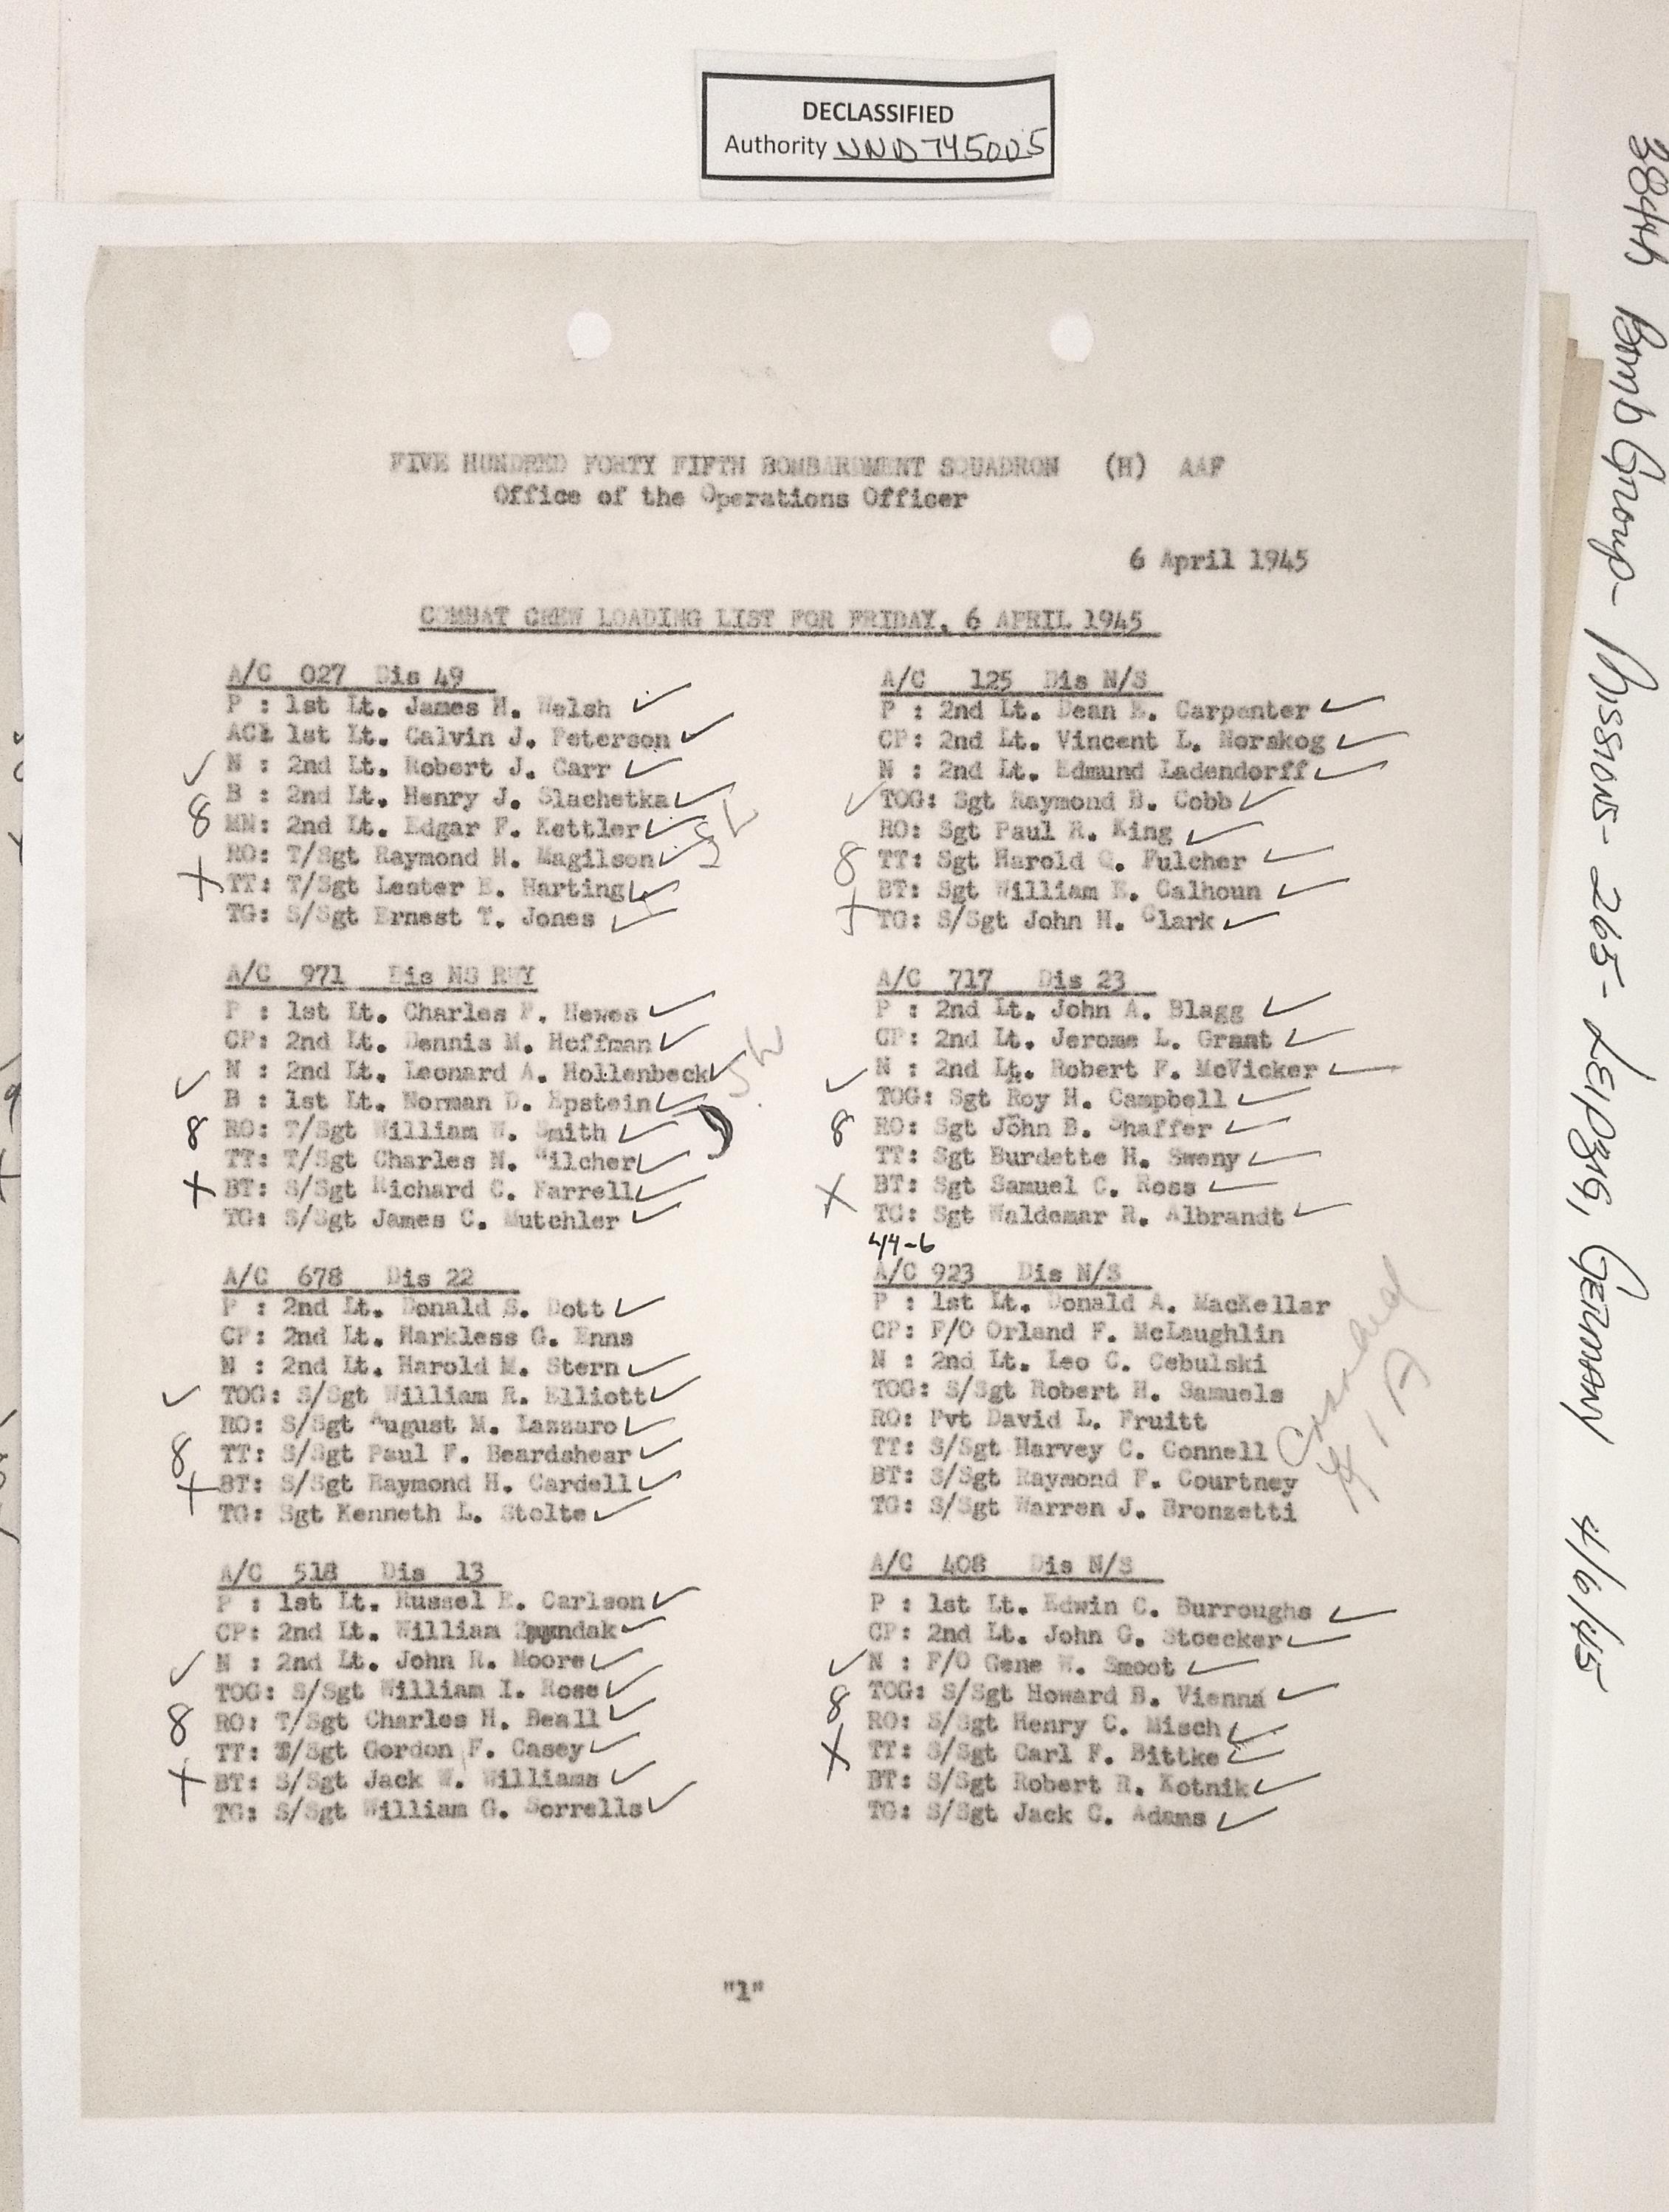 DECLASSIFIED
Authority NND745005
384th Bomb Group - Missions - 265 - Leipzig, Germany 4/6/45
FIVE HUNDRED FORTY FIFTH BOMBARDMENT SQUADRON (H) AAF
Office of the Operations Officer
6 April 1945
COMBAT CREW LOADING LIST FOR FRIDAY, 6 APRIL 1945
A/C 027 Dis 49
P : 1st Lt. James H. Welsh ✓
AC: 1st Lt. Calvin J. Peterson ✓
✓ N : 2nd Lt. Robert J. Carr ✓
B : 2nd Lt. Henry J. Slachetka ✓
8 MN: 2nd Lt. Edgar F. Kettler ✓ SW
RO: T/Sgt Raymond H. Magilson ✓
+ TT: T/Sgt Lester E. Harting ✓
TG: S/Sgt Ernest T. Jones ✓
A/C 971 Dis NS RWY
P : 1st Lt. Charles P. Hewes ✓
CP: 2nd Lt. Dennis M. Hoffman ✓
N : 2nd Lt. Leonard A. Hollenbeck ✓ SW
✓ B : 1st Lt. Norman D. Epstein ✓
8 RO: T/Sgt William W. Smith ✓
TT: T/Sgt Charles N. Wilcher ✓
+ BT: S/Sgt Richard C. Farrell ✓
TG: S/Sgt James C. Mutchler ✓
A/C 678 Dis 22
P : 2nd Lt. Donald S. Dott ✓
CP: 2nd Lt. Harkless G. Enns
N : 2nd Lt. Harold M. Stern ✓
✓ TOG: S/Sgt William R. Elliott ✓
RO: S/Sgt August M. Lazzaro ✓
8 TT: S/Sgt Paul F. Beardshear ✓
+ BT: S/Sgt Raymond H. Cardell ✓
TG: Sgt Kenneth L. Stolte ✓
A/C 518 Dis 13
P : 1st Lt. Russel E. Carlson ✓
CP: 2nd Lt. William ✓
✓ N : 2nd Lt. John R. Moore ✓
TOG: S/Sgt William I. Rose ✓
8 RO: T/Sgt Charles H. Beall ✓
TT: T/Sgt Gordon F. Casey ✓
+ BT: S/Sgt Jack W. Williams ✓
TG: S/Sgt William G. Sorrells ✓
A/C 125 Dis N/S
P : 2nd Lt. Dean E. Carpenter ✓
CP: 2nd Lt. Vincent L. Norskog ✓
N : 2nd Lt. Edmund Ladendorff ✓
✓ TOG: Sgt Raymond B. Cobb ✓
RO: Sgt Paul R. King ✓
8 TT: Sgt Harold Q. Fulcher ✓
BT: Sgt William E. Calhoun ✓
+ TG: S/Sgt John H. Clark ✓
A/C 717 Dis 23
P : 2nd Lt. John A. Blagg ✓
CP: 2nd Lt. Jerome L. Grant ✓
✓ N : 2nd Lt. Robert F. McVicker ✓
TOG: Sgt Roy H. Campbell ✓
8 RO: Sgt John B. Shaffer ✓
TT: Sgt Burdette H. Sweny ✓
X BT: Sgt Samuel C. Ross ✓
TG: Sgt Waldemar R. Albrandt ✓
44-6
A/C 923 Dis N/S
P : 1st Lt. Donald A. MacKellar
CP: F/O Orland F. McLaughlin
N : 2nd Lt. Leo C. Cebulski
TOG: S/Sgt Robert H. Samuels
RO: Pvt David L. Fruitt
TT: S/Sgt Harvey C. Connell
BT: S/Sgt Raymond F. Courtney
TG: S/Sgt Warren J. Bronzetti
A/C 408 Dis N/S
P : 1st Lt. Edwin C. Burroughs ✓
CP: 2nd Lt. John G. Stoecker ✓
✓ N : F/O Gene W. Smoot ✓
8 TOG: S/Sgt Howard B. Vienna ✓
RO: S/Sgt Henry C. Misch ✓
X TT: S/Sgt Carl F. Bittke ✓
BT: S/Sgt Robert R. Kotnik ✓
TG: S/Sgt Jack C. Adams ✓
"1"